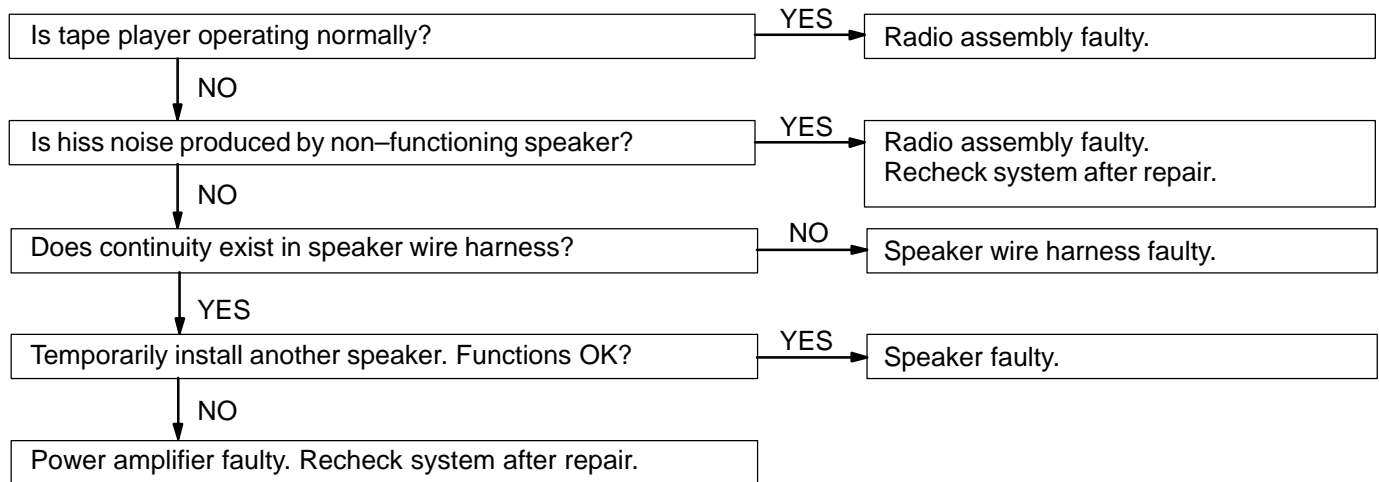 Is tape player operating normally?
YES
Radio assembly faulty.
NO
Is hiss noise produced by non–functioning speaker?
YES
Radio assembly faulty.
Recheck system after repair.
NO
Does continuity exist in speaker wire harness?
NO
Speaker wire harness faulty.
YES
Temporarily install another speaker. Functions OK?
YES
Speaker faulty.
NO
Power amplifier faulty. Recheck system after repair.